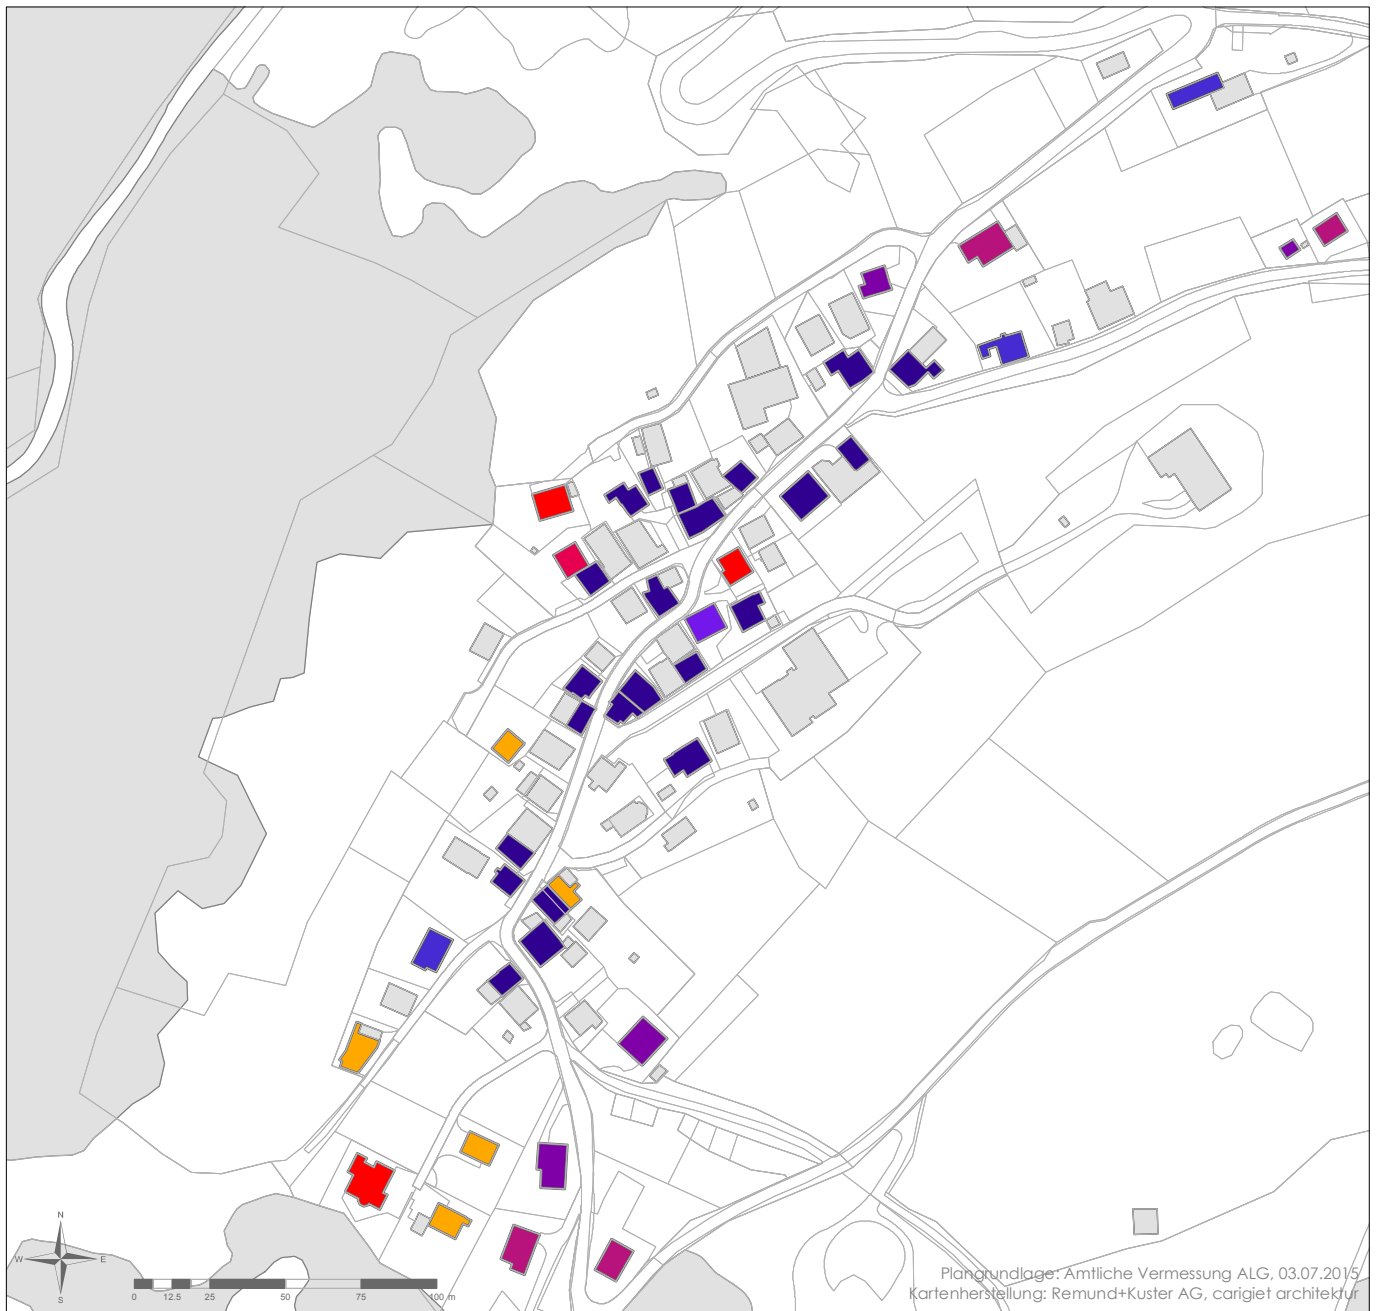 N
W
E
S
0 12.5 25 50 75 100 m
Plangrundlage: Amtliche Vermessung ALG, 03.07.2015
Kartenherstellung: Remund+Kuster AG, carigiet architektur